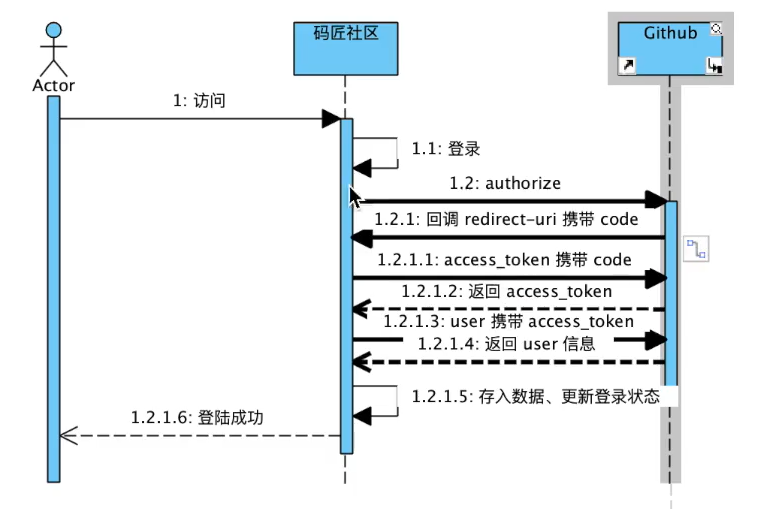 码匠社区
Github
Actor
1: 访问
1.1: 登录
1.2: authorize
1.2.1: 回调 redirect-uri 携带 code
1.2.1.1: access_token 携带 code
1.2.1.2: 返回 access_token
1.2.1.3: user 携带 access_token
1.2.1.4: 返回 user 信息
1.2.1.5: 存入数据、更新登录状态
1.2.1.6: 登陆成功